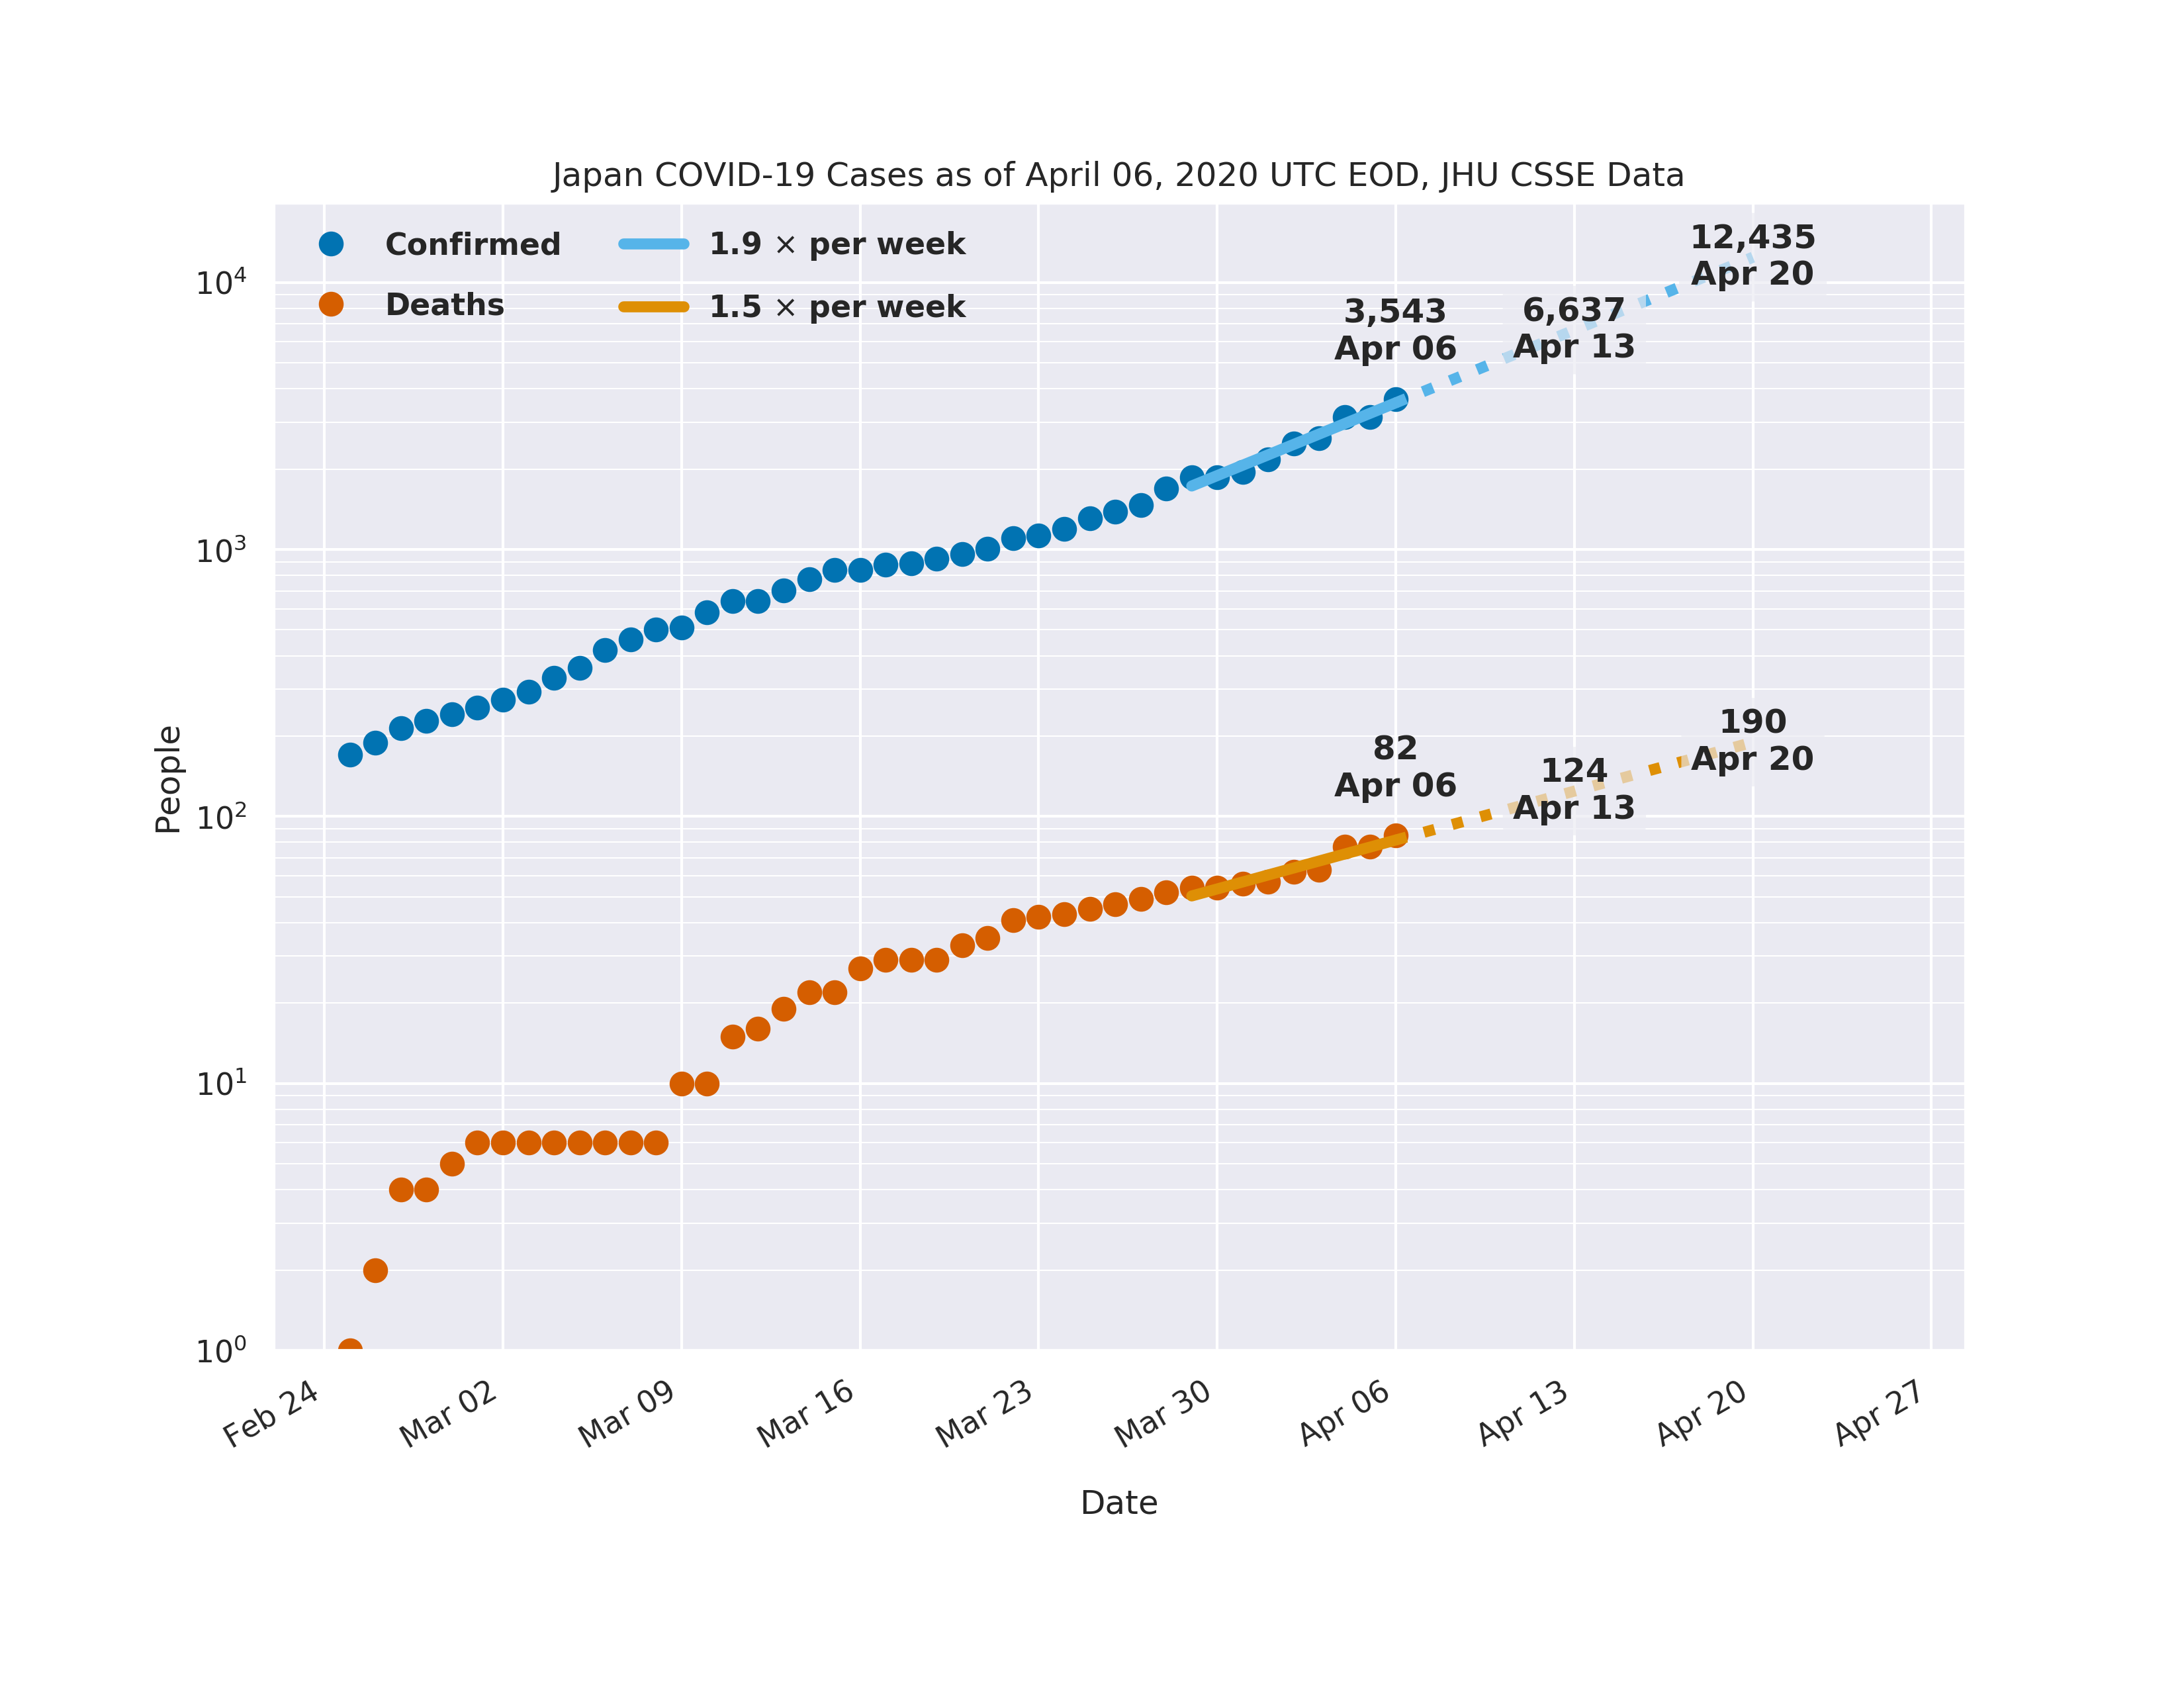 Japan COVID-19 Cases as of April 06, 2020 UTC EOD, JHU CSSE Data
Confirmed
Deaths
1.9 × per week
1.5 × per week
12,435
Apr 20
3,543
Apr 06
6,637
Apr 13
190
Apr 20
82
Apr 06
124
Apr 13
People
10⁴
10³
10²
10¹
10⁰
Feb 24
Mar 02
Mar 09
Mar 16
Mar 23
Mar 30
Apr 06
Apr 13
Apr 20
Apr 27
Date